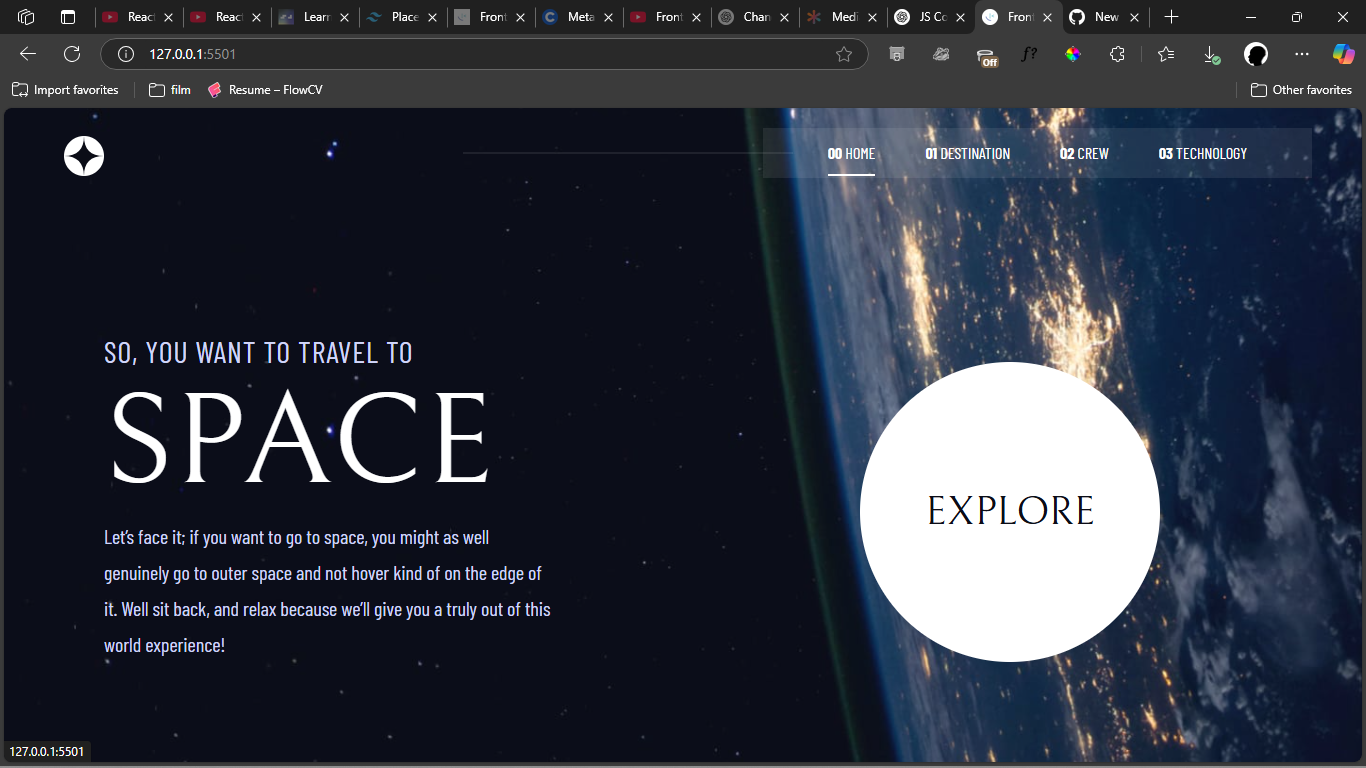 Reac
Reac
Learn
Place
Front
Meta
Front
Chan
Medi
JS Co
Front
New
127.0.0.1:5501
f?
Off
Import favorites
film
Resume – FlowCV
Other favorites
00 HOME
01 DESTINATION
02 CREW
03 TECHNOLOGY
SO, YOU WANT TO TRAVEL TO
SPACE
EXPLORE
Let's face it; if you want to go to space, you might as well
genuinely go to outer space and not hover kind of on the edge of
it. Well sit back, and relax because we'll give you a truly out of this
world experience!
127.0.0.1:5501